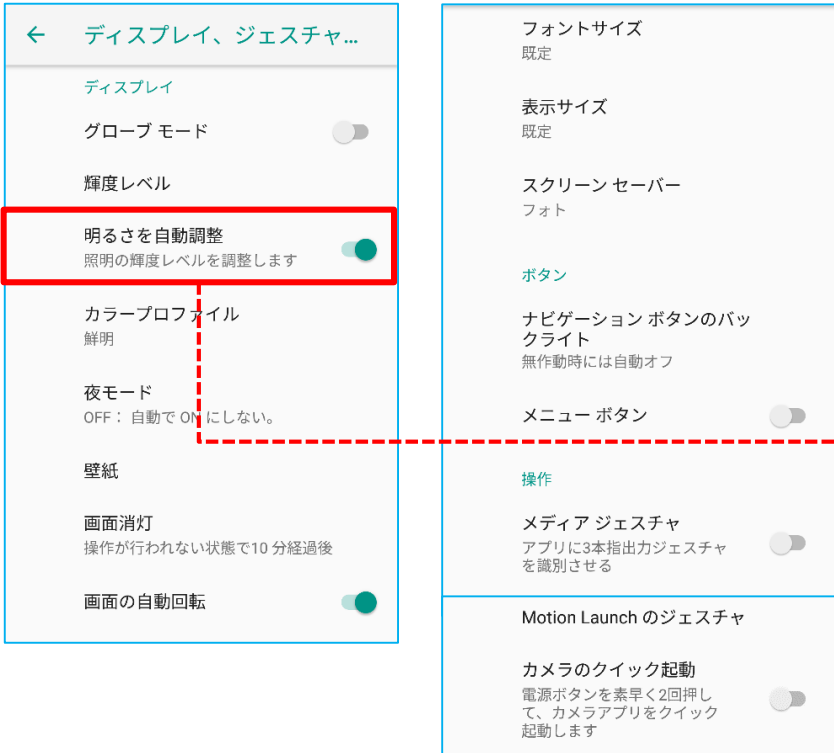 ディスプレイ、ジェスチャ...
ディスプレイ
グローブ モード
輝度レベル
明るさを自動調整
照明の輝度レベルを調整します
カラープロファイル
鮮明
夜モード
OFF： 自動で ON にしない。
壁紙
画面消灯
操作が行われない状態で10 分経過後
画面の自動回転
フォントサイズ
既定
表示サイズ
既定
スクリーン セーバー
フォト
ボタン
ナビゲーション ボタンのバッ
クライト
無作動時には自動オフ
メニュー ボタン
操作
メディア ジェスチャ
アプリに3本指出力ジェスチャ
を識別させる
Motion Launch のジェスチャ
カメラのクイック起動
電源ボタンを素早く2回押し
て、カメラアプリをクイック
起動します